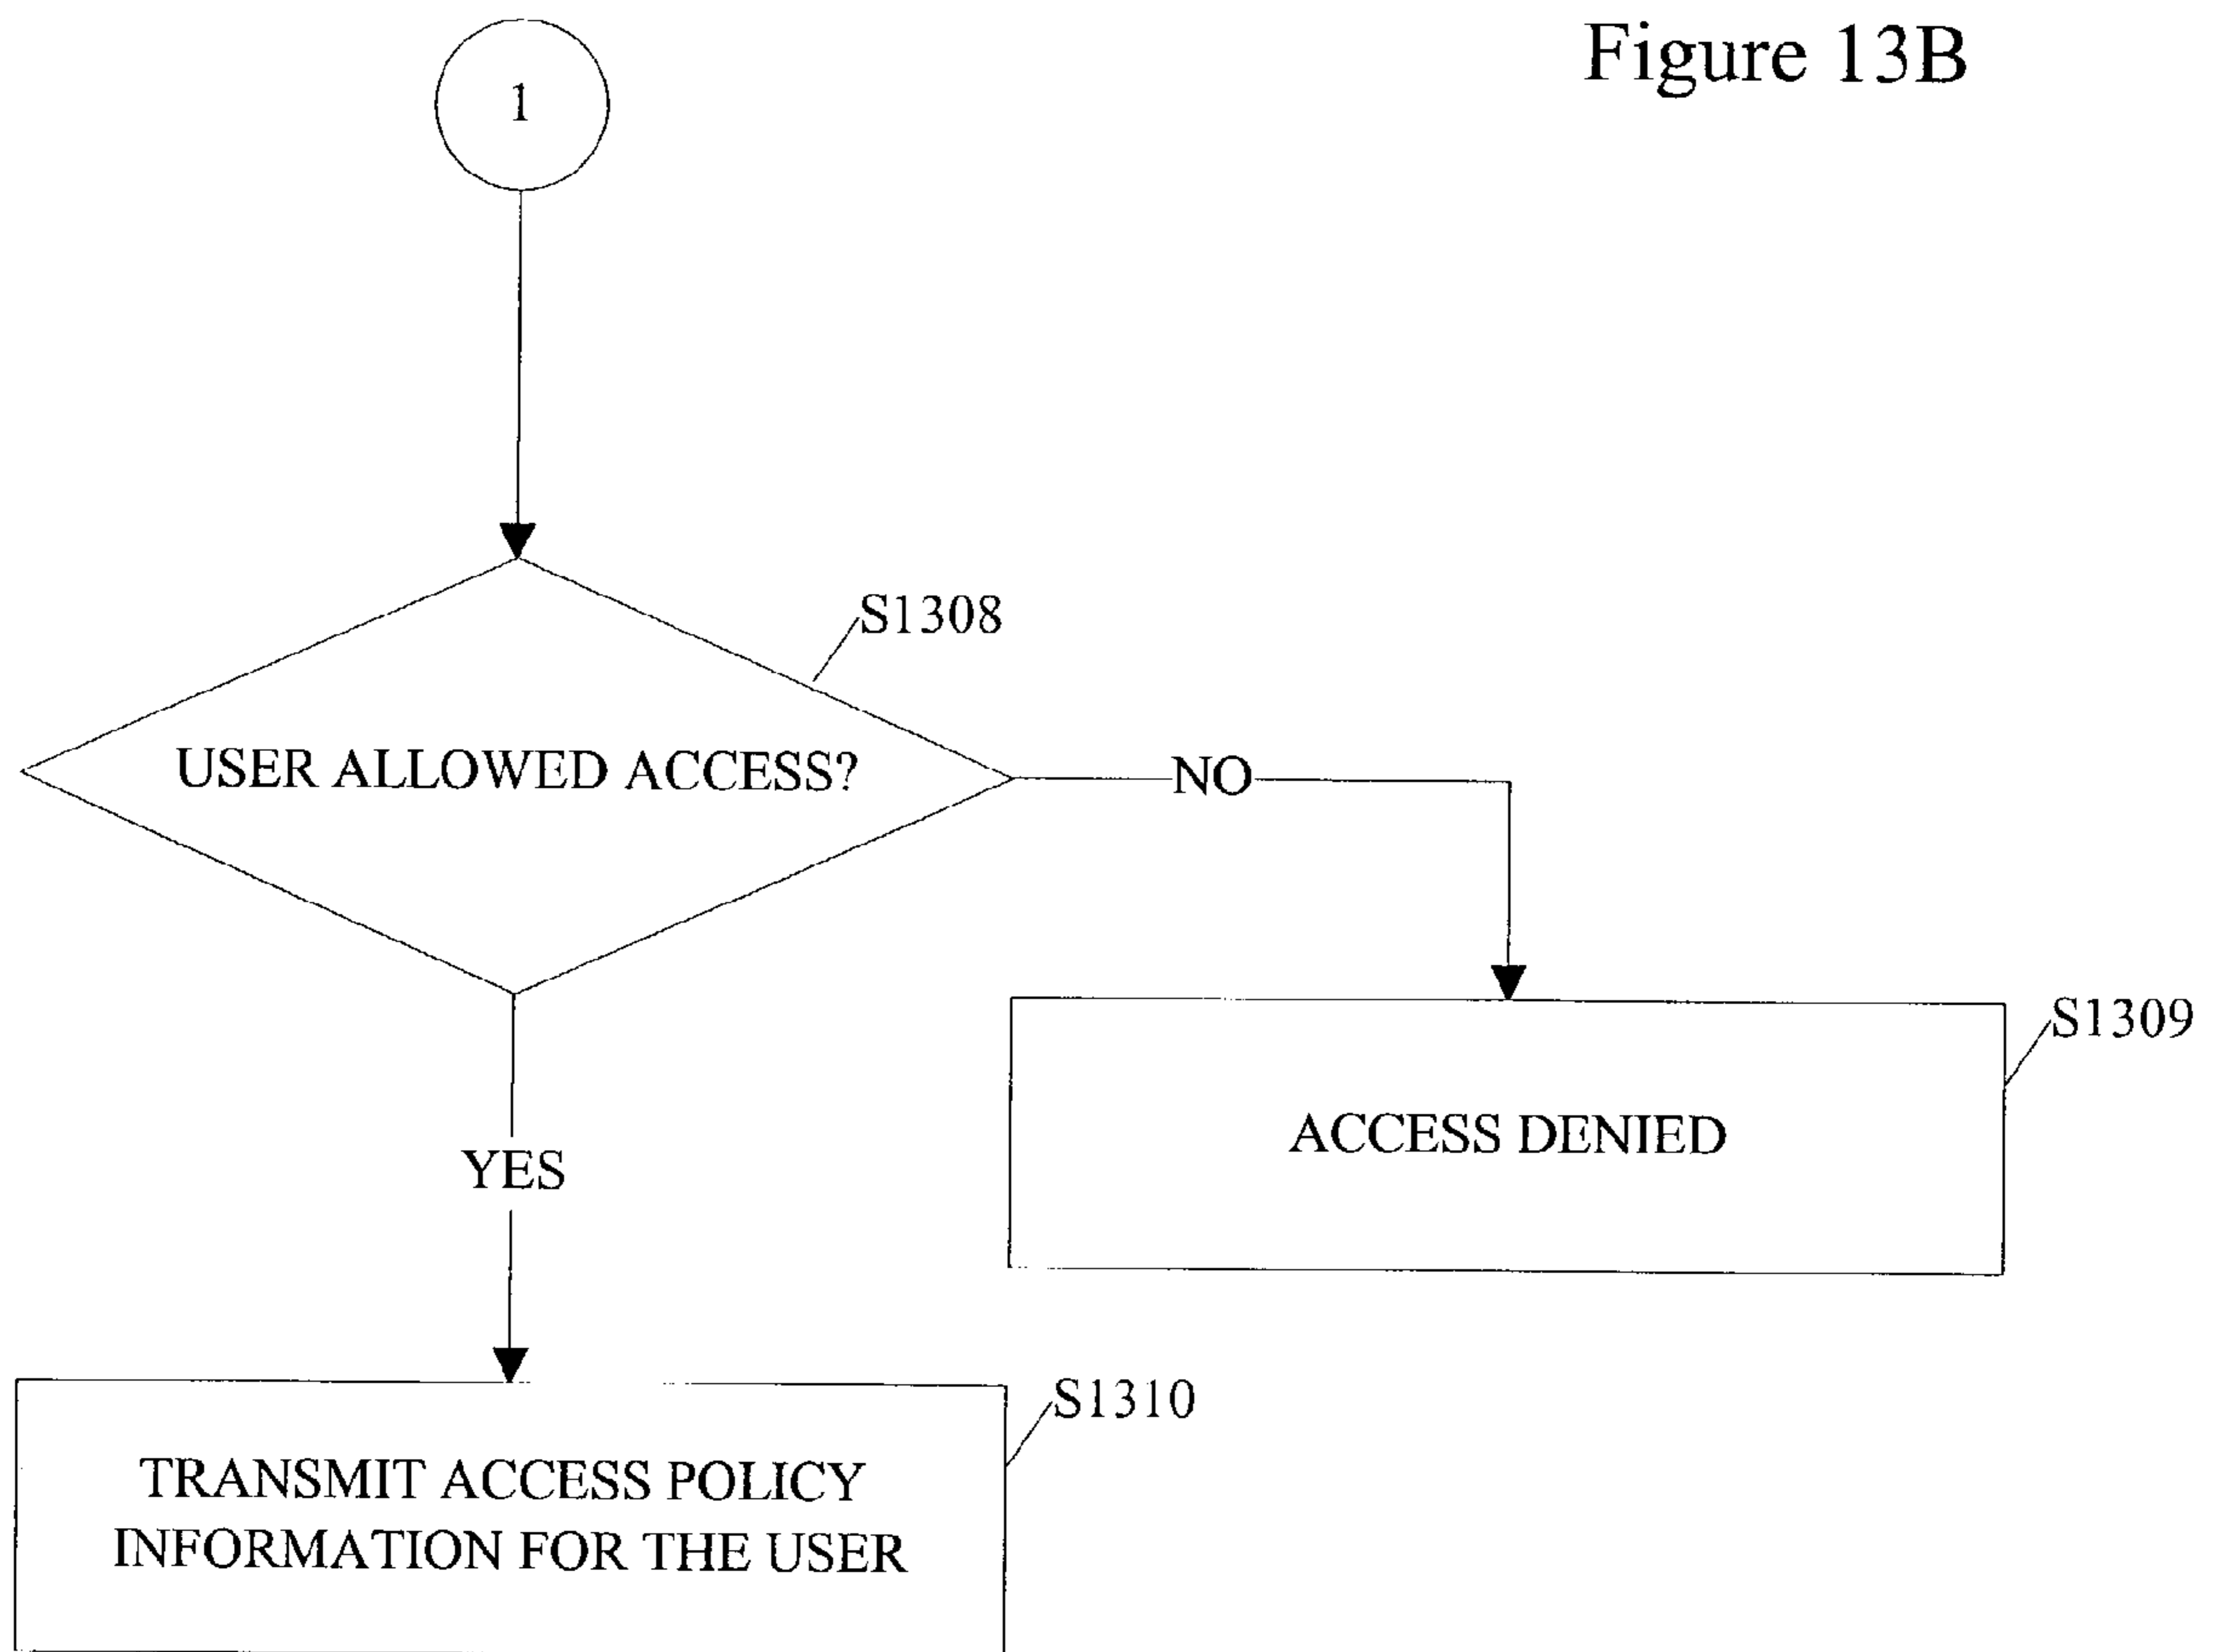 Figure 13B
1
S1308
USER ALLOWED ACCESS?
NO
YES
S1309
ACCESS DENIED
S1310
TRANSMIT ACCESS POLICY
INFORMATION FOR THE USER